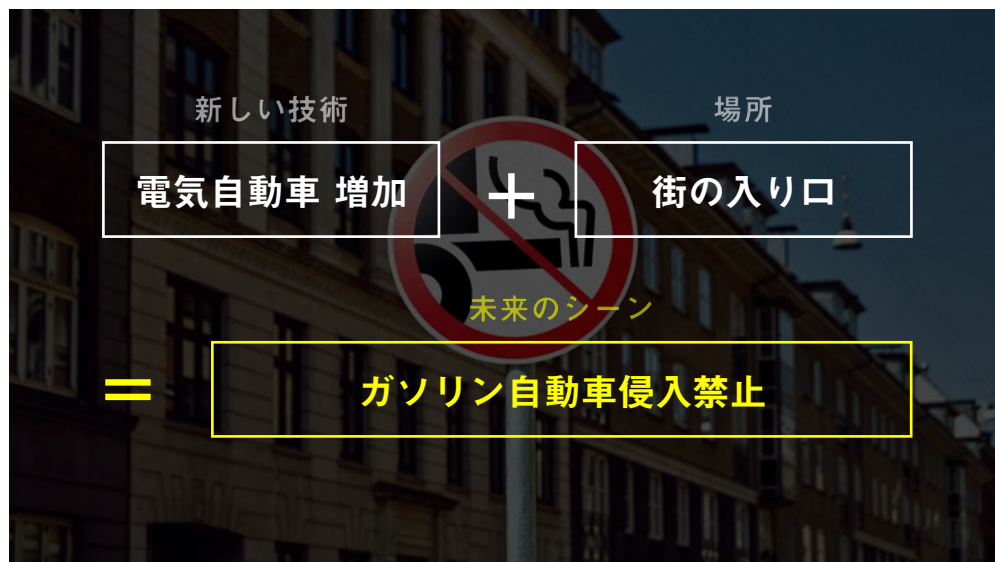 新しい技術
場所
電気自動車 増加
＋
街の入り口
未来のシーン
＝
ガソリン自動車侵入禁止